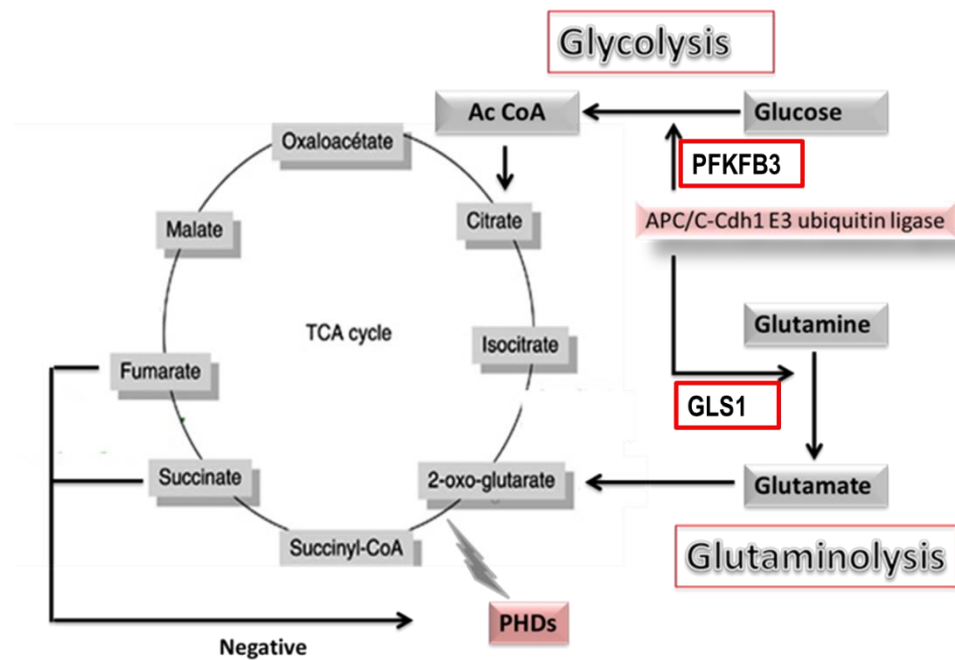 Glycolysis
Ac CoA
Glucose
Oxaloacétate
PFKFB3
Malate
Citrate
APC/C-Cdh1 E3 ubiquitin ligase
TCA cycle
Isocitrate
Glutamine
Fumarate
GLS1
Succinate
2-oxo-glutarate
Glutamate
Succinyl-CoA
Glutaminolysis
PHDs
Negative